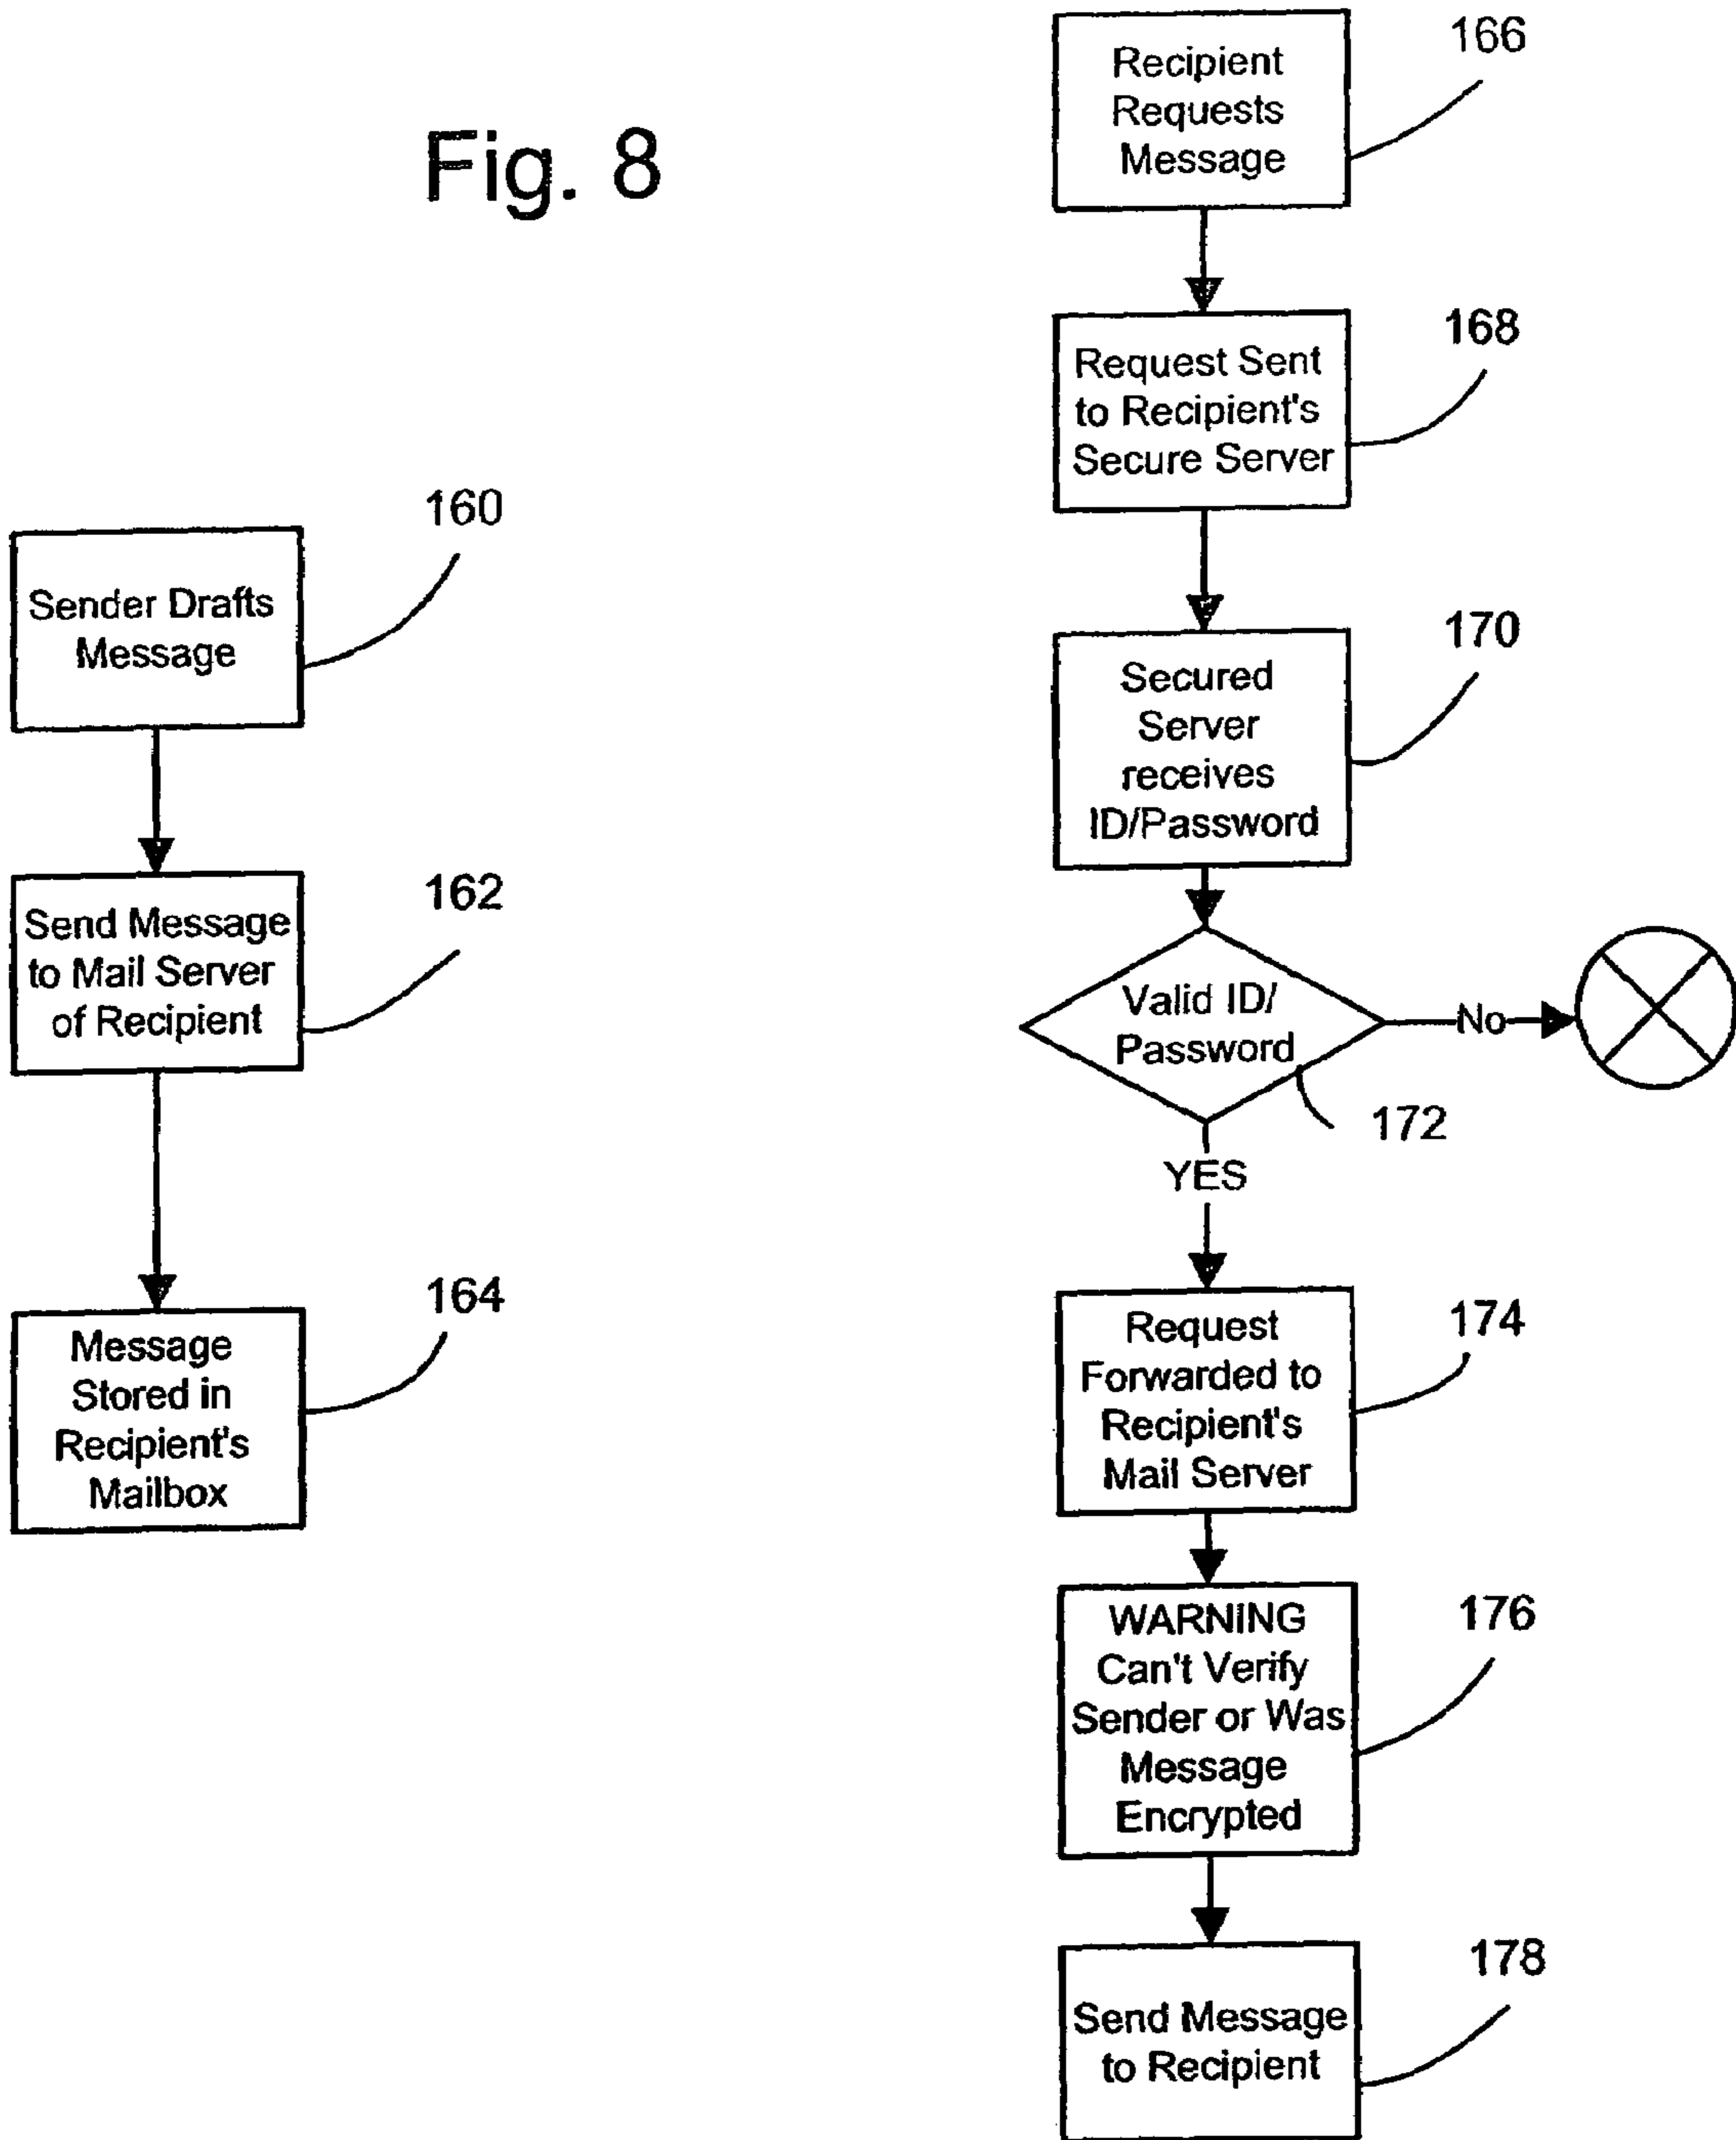 Fig. 8
160
Sender Drafts
Message
162
Send Message
to Mail Server
of Recipient
164
Message
Stored in
Recipient's
Mailbox
166
Recipient
Requests
Message
168
Request Sent
to Recipient's
Secure Server
170
Secured
Server
receives
ID/Password
Valid ID/
Password
No
172
YES
174
Request
Forwarded to
Recipient's
Mail Server
176
WARNING
Can't Verify
Sender or Was
Message
Encrypted
178
Send Message
to Recipient